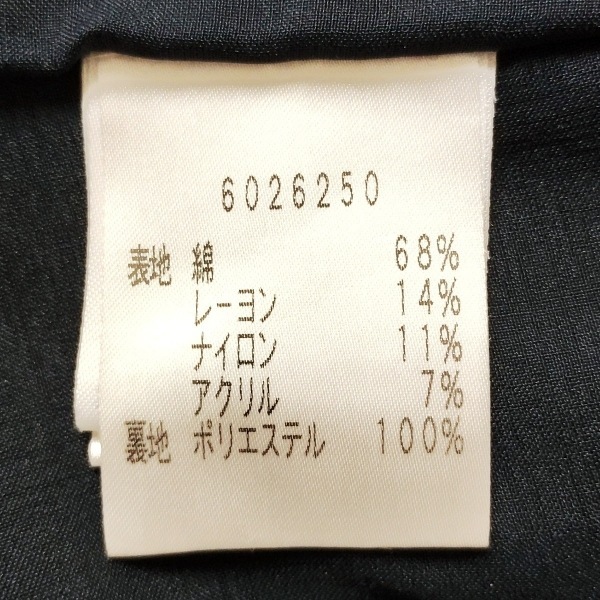 6026250
表地 綿 68%
レーヨン 14%
ナイロン 11%
アクリル 7%
裏地 ポリエステル 100%